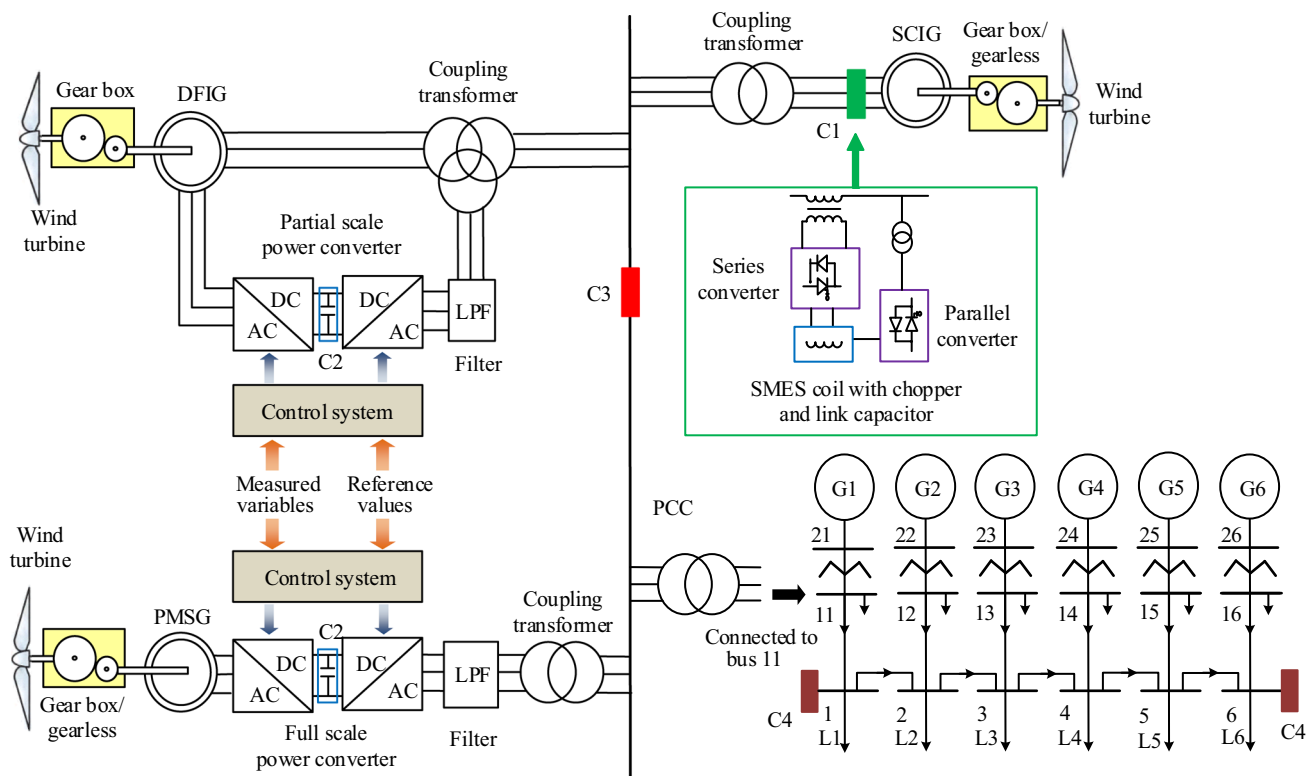 Gear box
DFIG
Coupling
transformer
Wind
turbine
Partial scale
power converter
DC
AC
DC
AC
LPF
C2
Filter
Control system
Measured
variables
Reference
values
Control system
Wind
turbine
PMSG
C2
DC
AC
DC
AC
LPF
Coupling
transformer
Gear box/
gearless
Full scale
power converter
Filter
C3
Coupling
transformer
SCIG
Gear box/
gearless
Wind
turbine
C1
Series
converter
Parallel
converter
SMES coil with chopper
and link capacitor
PCC
Connected to
bus 11
G1 G2 G3 G4 G5 G6
21 22 23 24 25 26
11 12 13 14 15 16
C4 1 2 3 4 5 6 C4
L1 L2 L3 L4 L5 L6